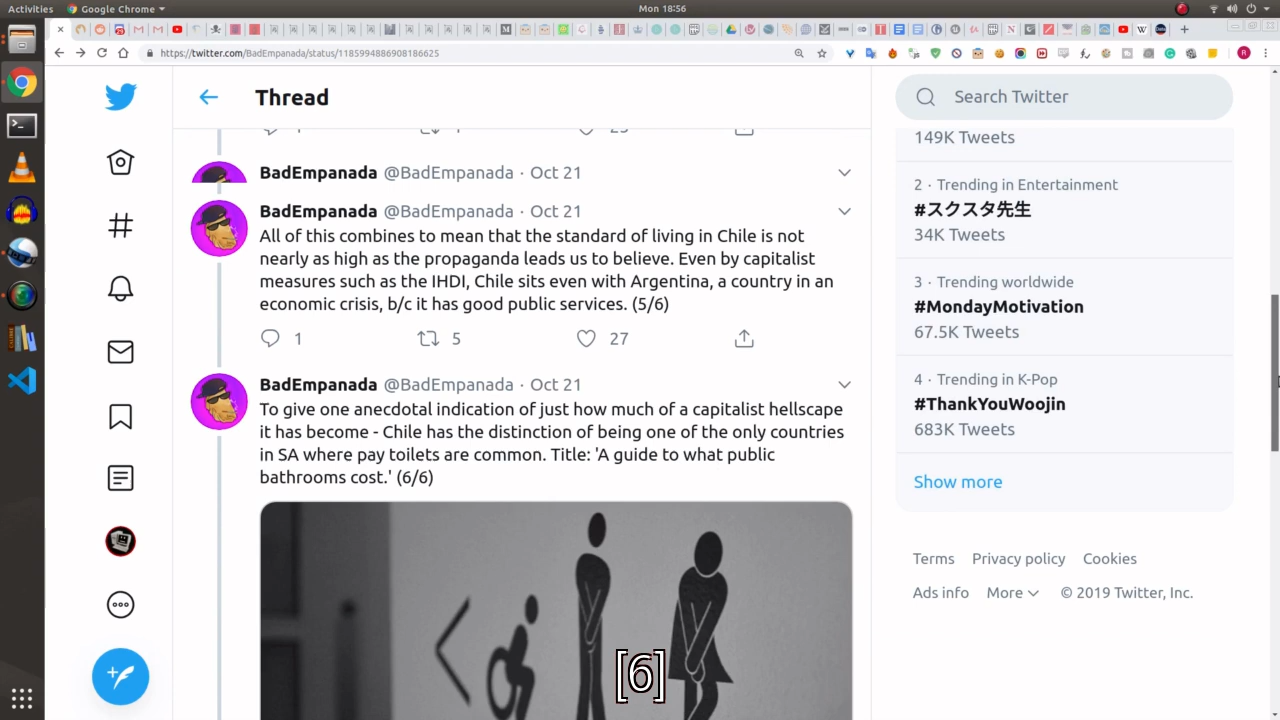 Activities
Google Chrome
Mon 18:56
https://twitter.com/BadEmpanada/status/1185994886908186625
Thread
Search Twitter
149K Tweets
BadEmpanada @BadEmpanada · Oct 21
BadEmpanada @BadEmpanada · Oct 21
All of this combines to mean that the standard of living in Chile is not
nearly as high as the propaganda leads us to believe. Even by capitalist
measures such as the IHDI, Chile sits even with Argentina, a country in an
economic crisis, b/c it has good public services. (5/6)
1 5 27
BadEmpanada @BadEmpanada · Oct 21
To give one anecdotal indication of just how much of a capitalist hellscape
it has become - Chile has the distinction of being one of the only countries
in SA where pay toilets are common. Title: 'A guide to what public
bathrooms cost.' (6/6)
[6]
2 · Trending in Entertainment
#スクスタ先生
34K Tweets
3 · Trending worldwide
#MondayMotivation
67.5K Tweets
4 · Trending in K-Pop
#ThankYouWoojin
683K Tweets
Show more
Terms Privacy policy Cookies
Ads info More © 2019 Twitter, Inc.